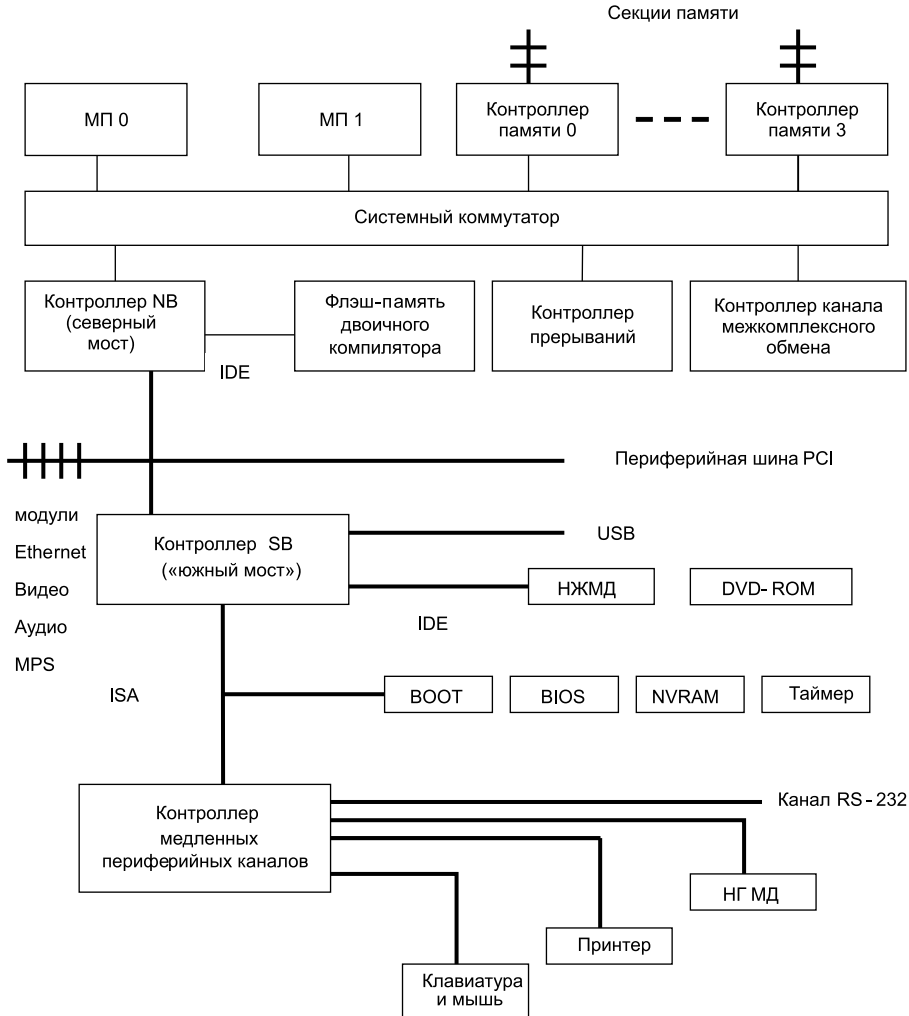 Секции памяти
МП 0
МП 1
Контроллер
памяти 0
Контроллер
памяти 3
Системный коммутатор
Контроллер NB
(северный
мост)
Флэш-память
двоичного
компилятора
Контроллер
прерываний
Контроллер канала
межкомплексного
обмена
IDE
Периферийная шина PCI
модули
Ethernet
Видео
Аудио
MPS
Контроллер SB
(«южный мост»)
USB
НЖМД
DVD- ROM
IDE
ISA
BOOT
BIOS
NVRAM
Таймер
Контроллер
медленных
периферийных каналов
Канал RS - 232
НГ МД
Принтер
Клавиатура
и мышь